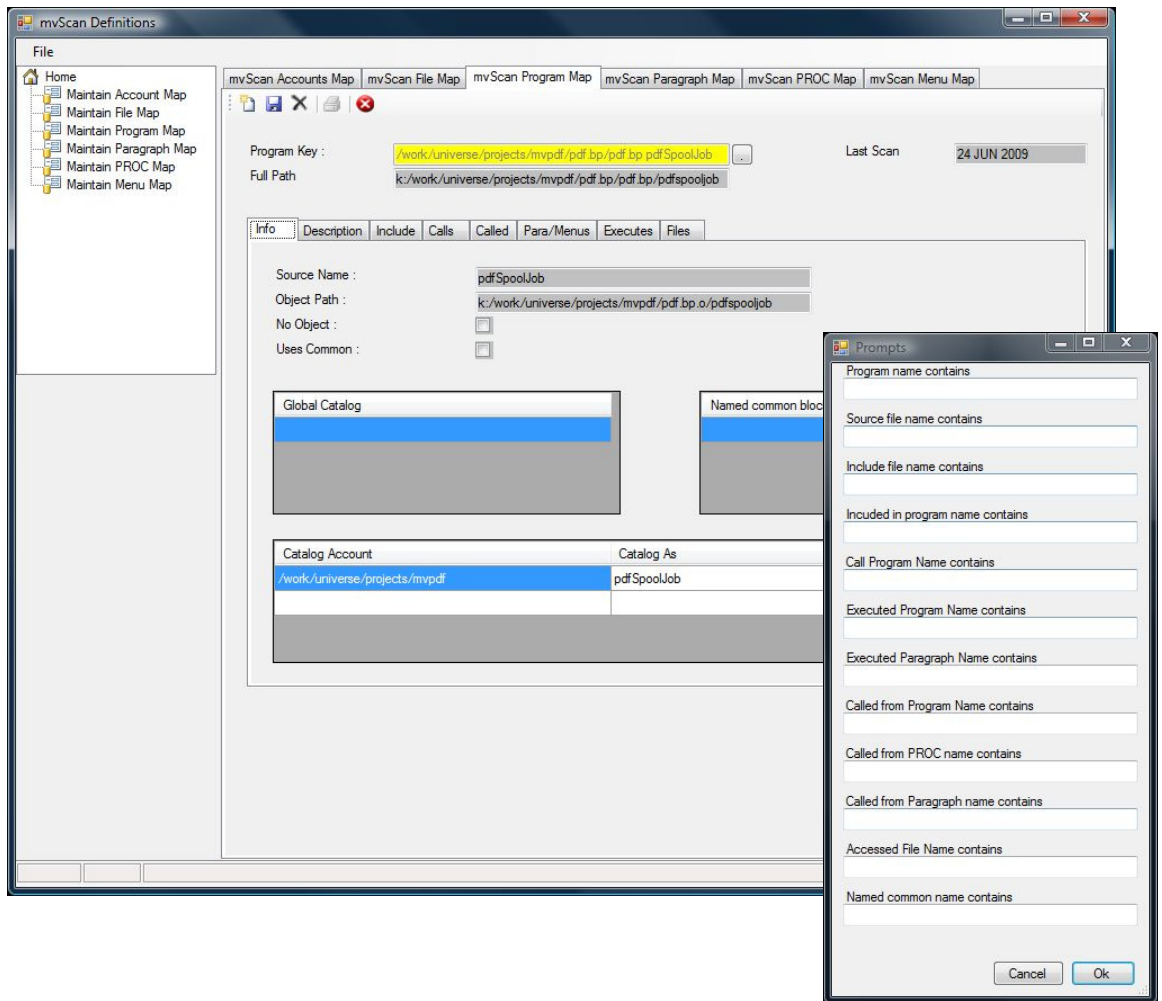 mvScan Definitions
File
Home
Maintain Account Map
Maintain File Map
Maintain Program Map
Maintain Paragraph Map
Maintain PROC Map
Maintain Menu Map
mvScan Accounts Map mvScan File Map mvScan Program Map mvScan Paragraph Map mvScan PROC Map mvScan Menu Map
Program Key : /work/universe/projects/mvpdf/pdf.bp/pdf.bp pdfSpoolJob . Last Scan 24 JUN 2009
Full Path k:/work/universe/projects/mvpdf/pdf.bp/pdf.bp/pdfspooljob
Info Description Include Calls Called Para/Menus Executes Files
Source Name : pdfSpoolJob
Object Path : k:/work/universe/projects/mvpdf/pdf.bp.o/pdfspooljob
No Object :
Uses Common :
Global Catalog Named common bloc
Catalog Account Catalog As
/work/universe/projects/mvpdf pdfSpoolJob
Prompts
Program name contains
Source file name contains
Include file name contains
Incuded in program name contains
Call Program Name contains
Executed Program Name contains
Executed Paragraph Name contains
Called from Program Name contains
Called from PROC name contains
Called from Paragraph name contains
Accessed File Name contains
Named common name contains
Cancel Ok